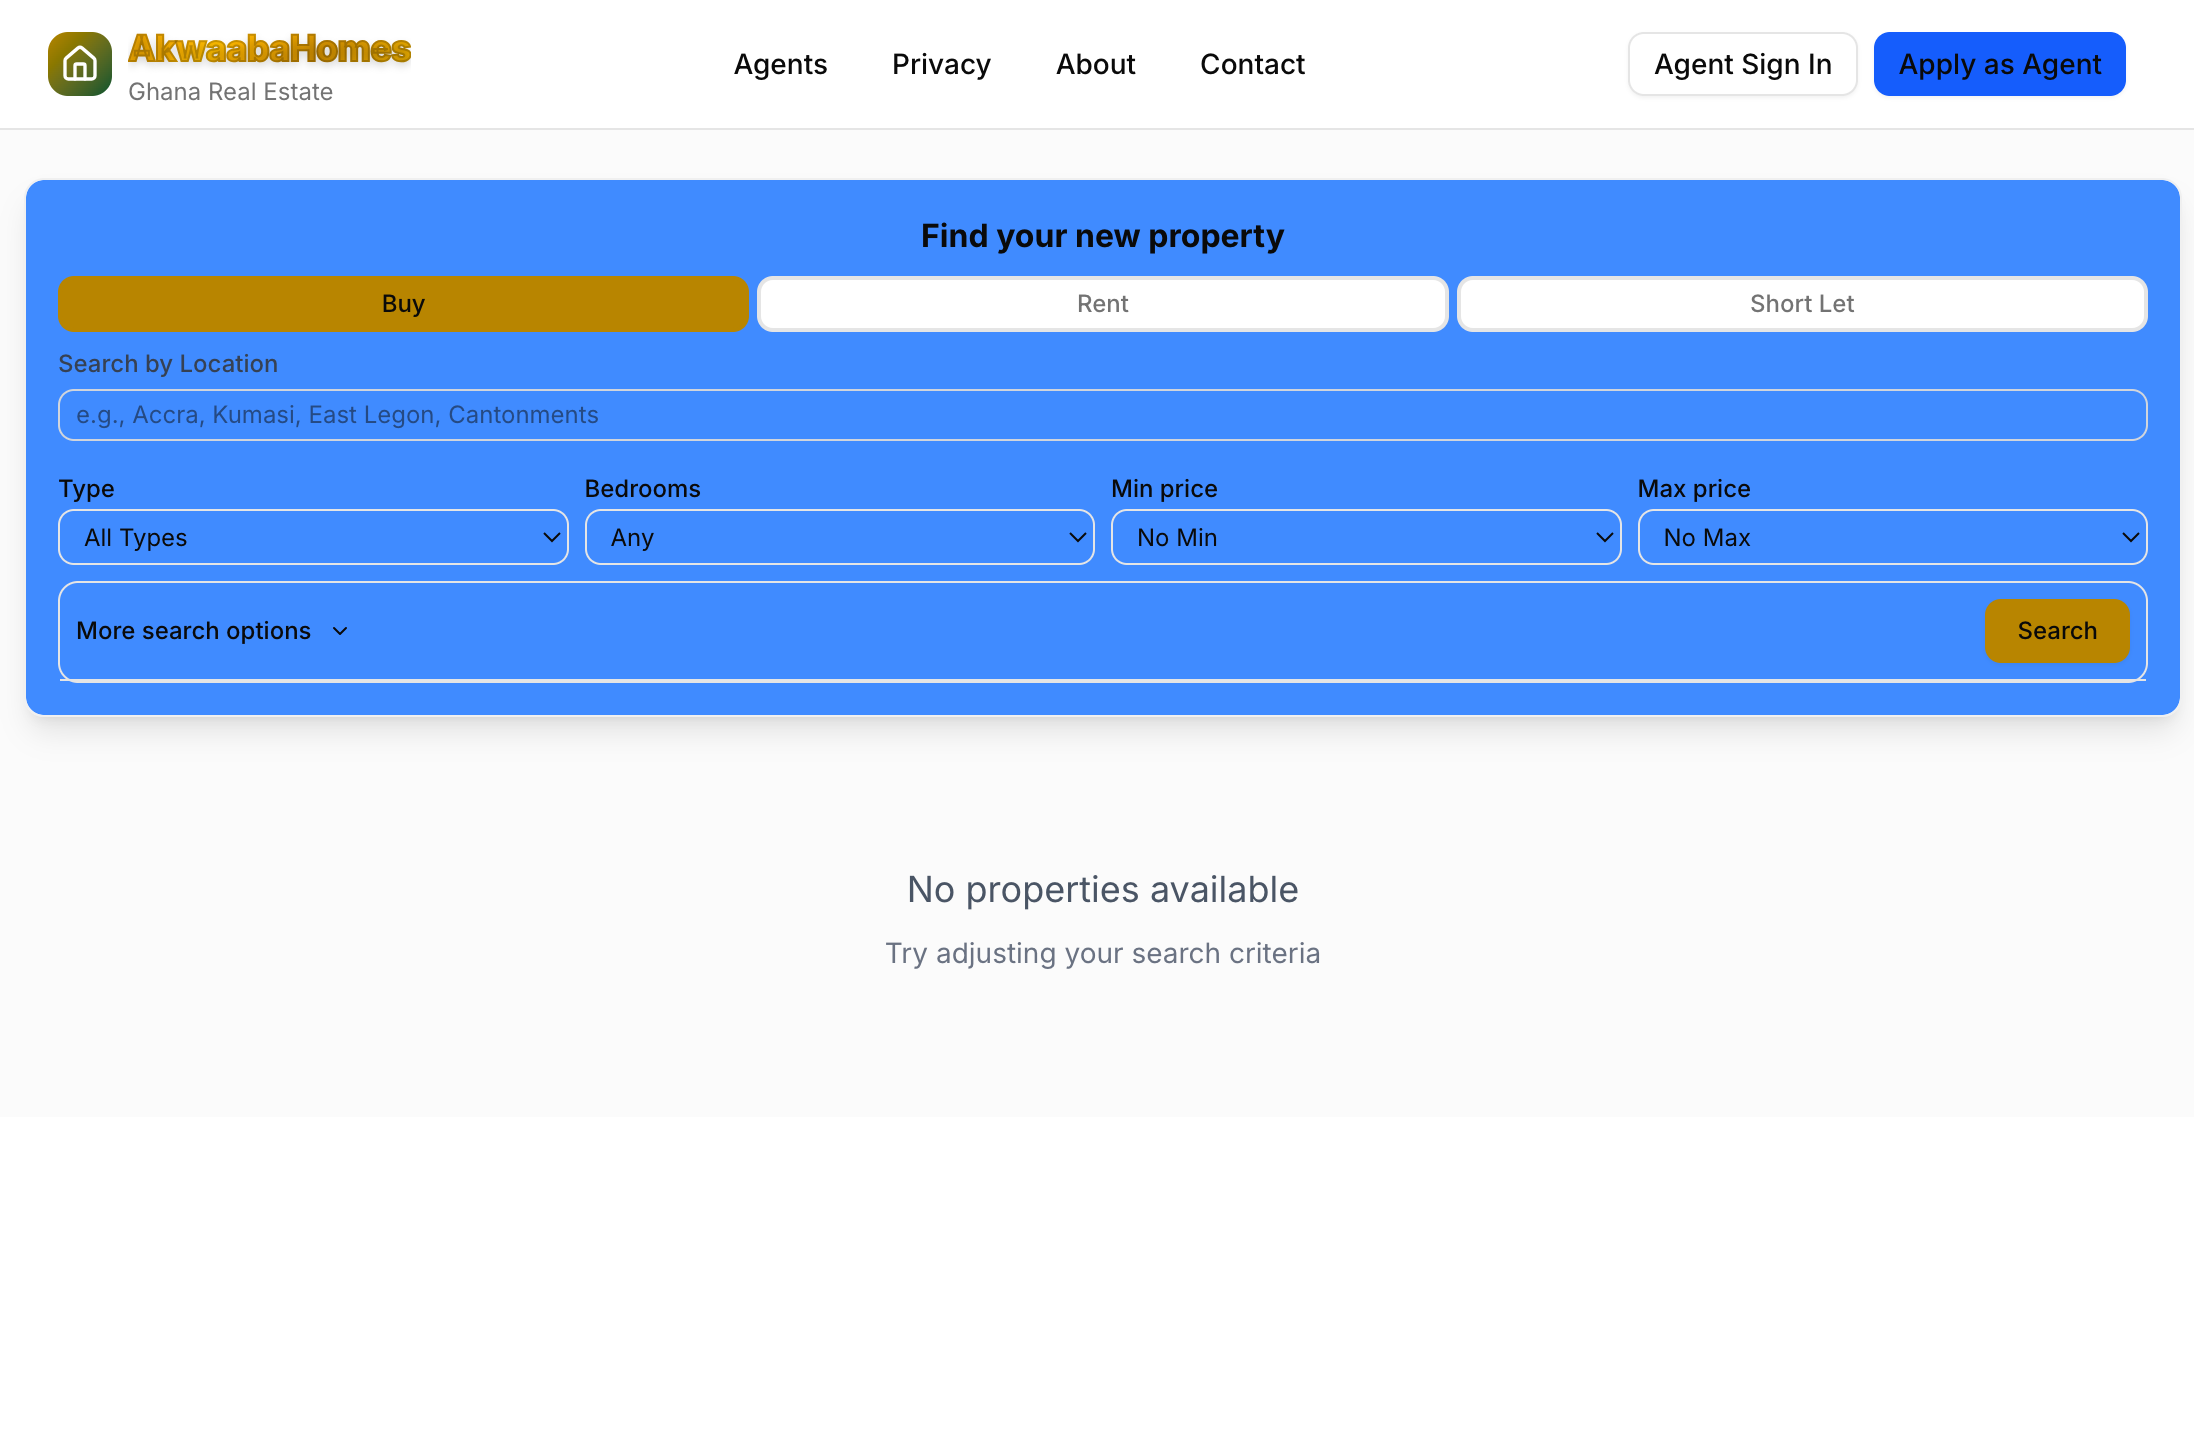 AkwaabaHomes
Ghana Real Estate
Agents
Privacy
About
Contact
Agent Sign In
Apply as Agent
Find your new property
Buy
Rent
Short Let
Search by Location
e.g., Accra, Kumasi, East Legon, Cantonments
Type
Bedrooms
Min price
Max price
All Types
Any
No Min
No Max
More search options
Search
No properties available
Try adjusting your search criteria